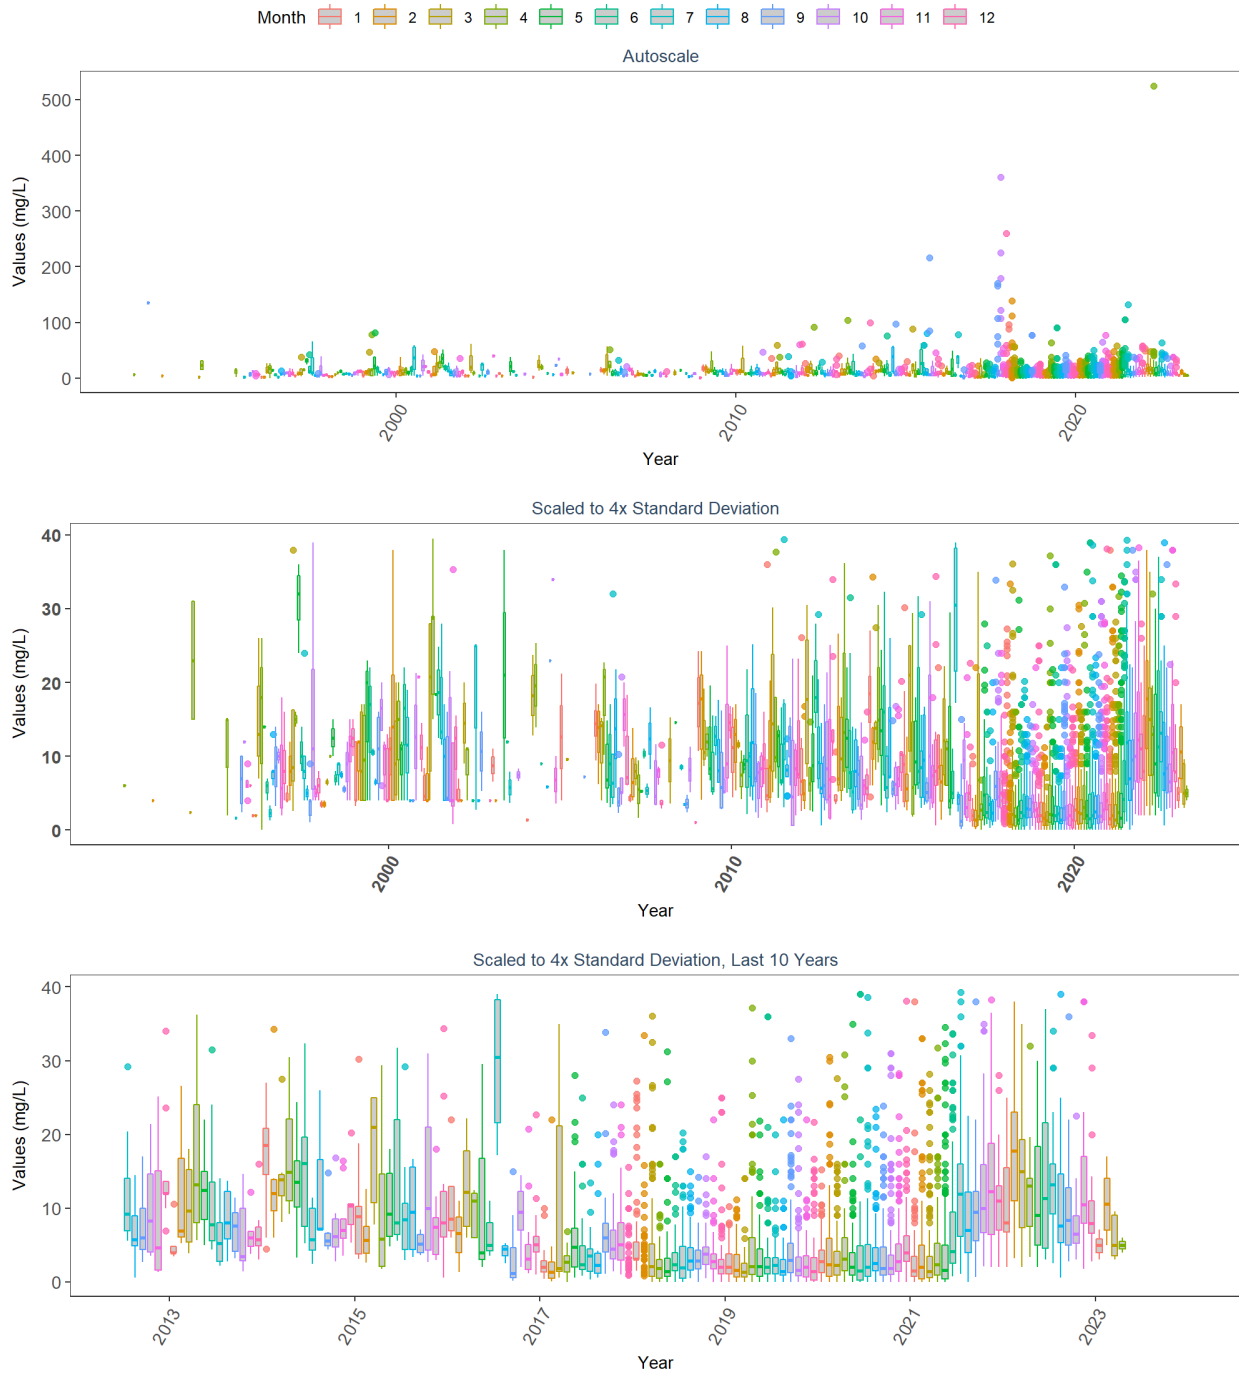 Month 1 2 3 4 5 6 7 8 9 10 11 12
Autoscale
500
400
300
200
100
0
Values (mg/L)
2000 2010 2020
Year
Scaled to 4x Standard Deviation
40
30
20
10
0
Values (mg/L)
2000 2010 2020
Year
Scaled to 4x Standard Deviation, Last 10 Years
40
30
20
10
0
Values (mg/L)
2013 2015 2017 2019 2021 2023
Year